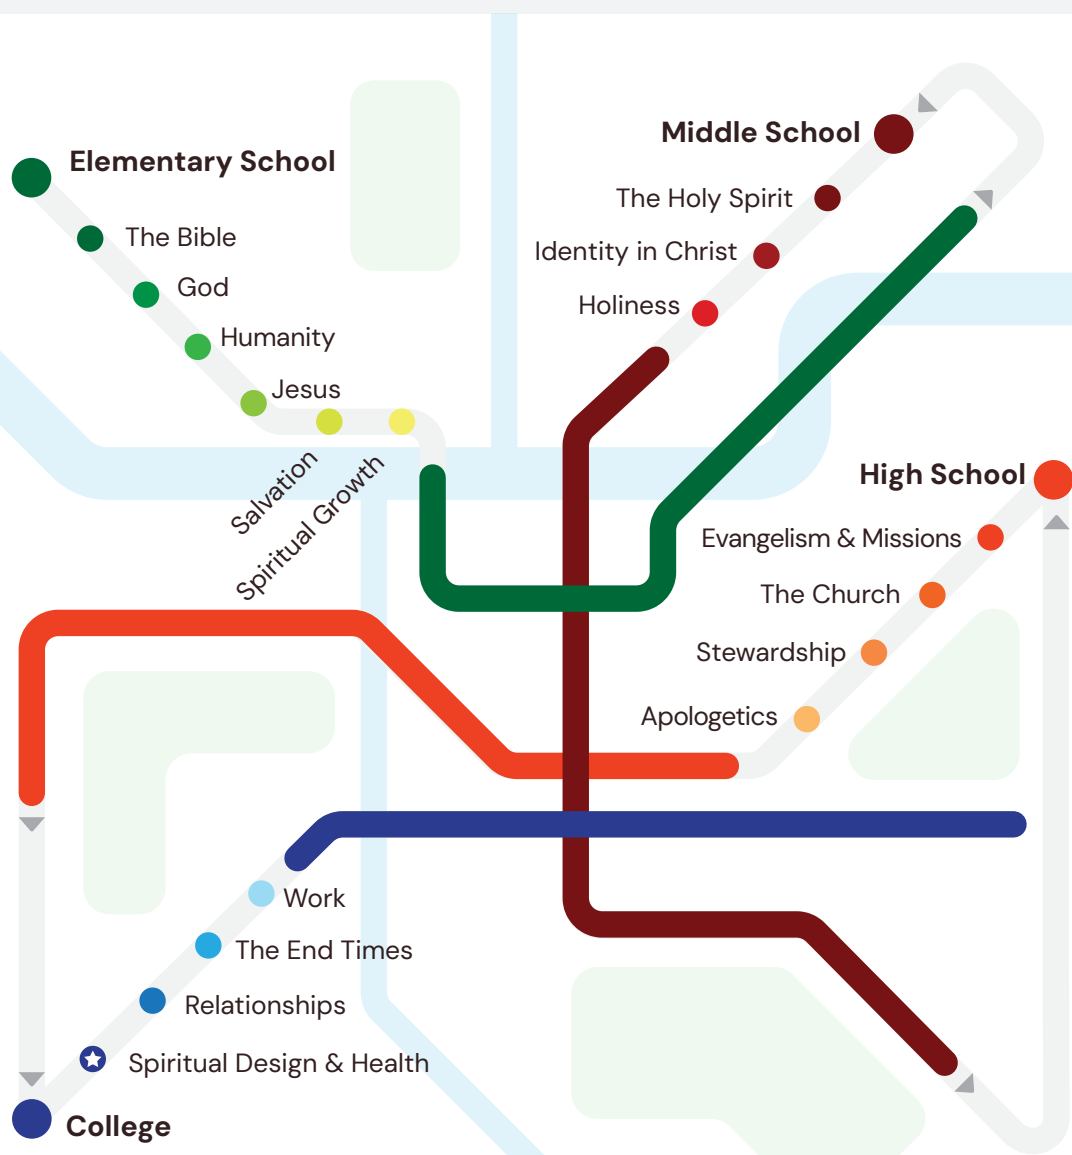 Elementary School
The Bible
God
Humanity
Jesus
Salvation
Spiritual Growth
Middle School
The Holy Spirit
Identity in Christ
Holiness
High School
Evangelism & Missions
The Church
Stewardship
Apologetics
Work
The End Times
Relationships
Spiritual Design & Health
College